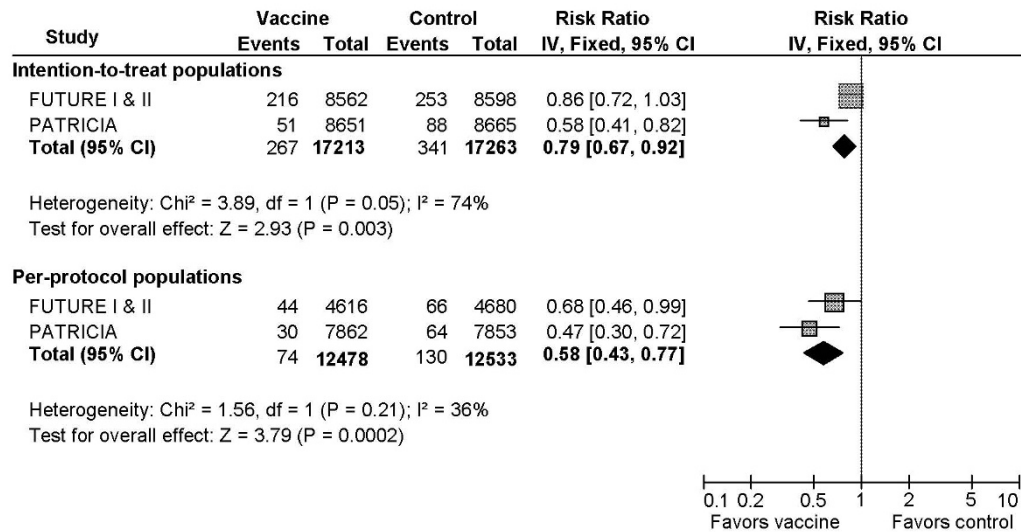 Study Vaccine Control Risk Ratio Risk Ratio
Events Total Events Total IV, Fixed, 95% CI IV, Fixed, 95% CI
Intention-to-treat populations
FUTURE I & II 216 8562 253 8598 0.86 [0.72, 1.03]
PATRICIA 51 8651 88 8665 0.58 [0.41, 0.82]
Total (95% CI) 267 17213 341 17263 0.79 [0.67, 0.92]
Heterogeneity: Chi² = 3.89, df = 1 (P = 0.05); I² = 74%
Test for overall effect: Z = 2.93 (P = 0.003)
Per-protocol populations
FUTURE I & II 44 4616 66 4680 0.68 [0.46, 0.99]
PATRICIA 30 7862 64 7853 0.47 [0.30, 0.72]
Total (95% CI) 74 12478 130 12533 0.58 [0.43, 0.77]
Heterogeneity: Chi² = 1.56, df = 1 (P = 0.21); I² = 36%
Test for overall effect: Z = 3.79 (P = 0.0002)
0.1 0.2 0.5 1 2 5 10
Favors vaccine Favors control